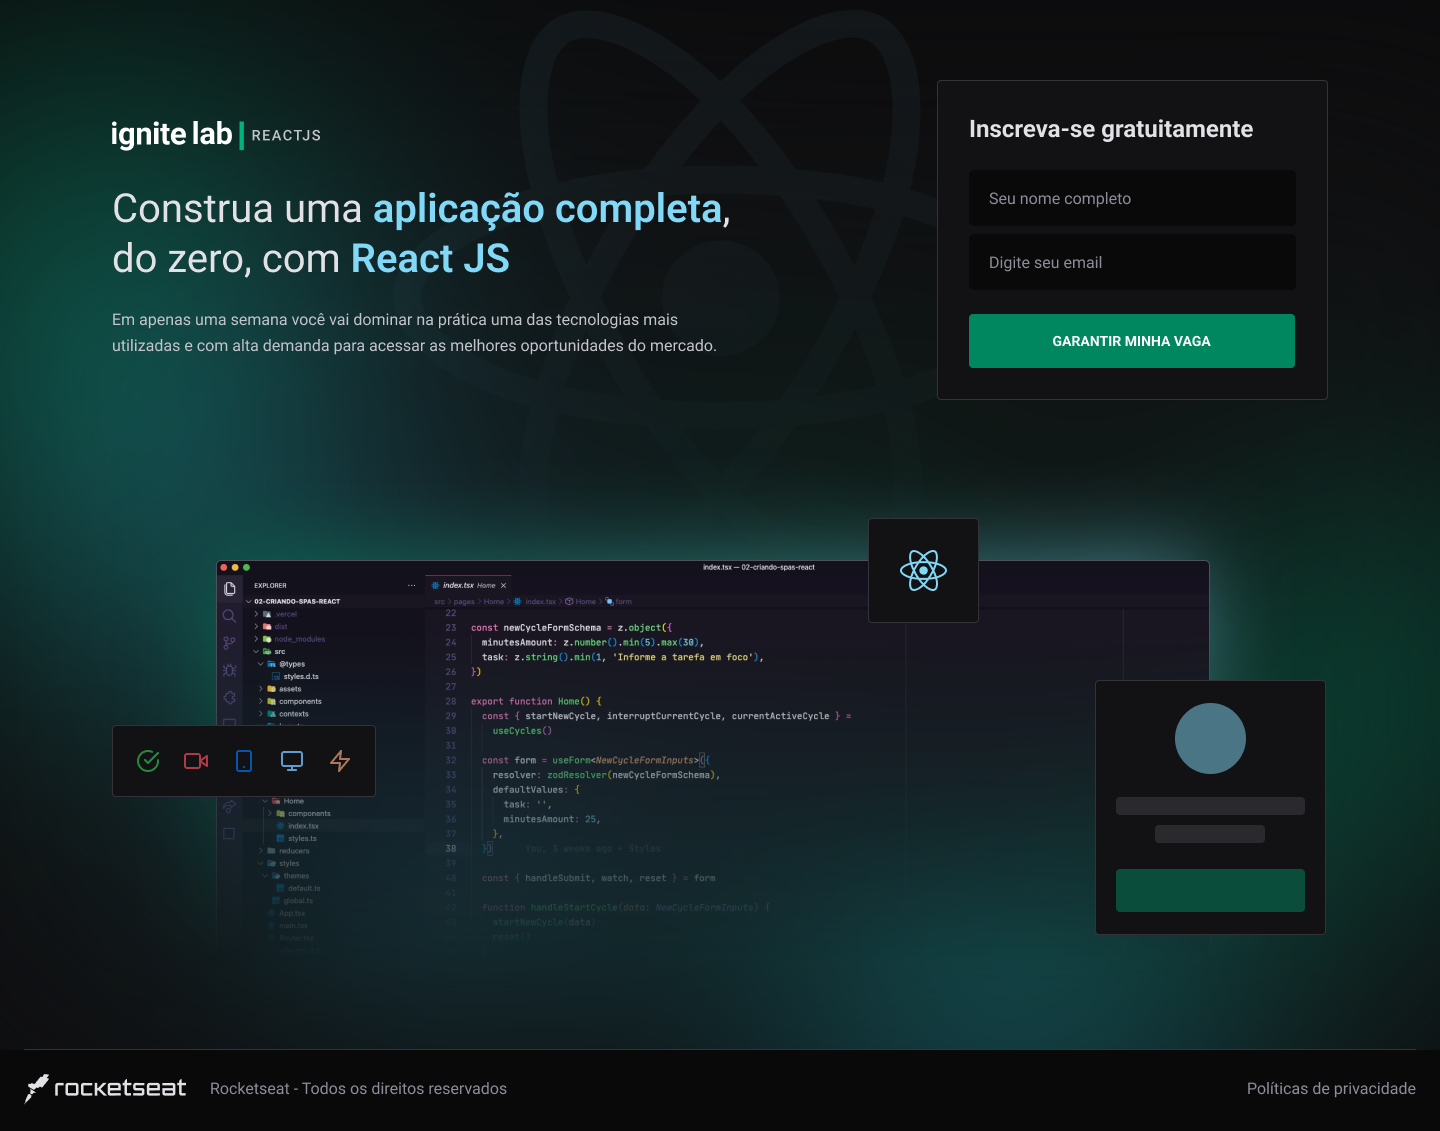 ignite lab | REACTJS
Construa uma aplicação completa,
do zero, com React JS
Em apenas uma semana você vai dominar na prática uma das tecnologias mais
utilizadas e com alta demanda para acessar as melhores oportunidades do mercado.
Inscreva-se gratuitamente
Seu nome completo
Digite seu email
GARANTIR MINHA VAGA
index.tsx — 02-criando-spas-react
EXPLORER ...
02-CRIANDO-SPAS-REACT
.vercel
dist
node_modules
src
@types
styles.d.ts
assets
components
contexts
Home
components
index.tsx
styles.ts
reducers
styles
themes
default.ts
global.ts
App.tsx
main.tsx
Router.tsx
index.tsx Home ×
src > pages > Home > index.tsx > Home > form
22
23 const newCycleFormSchema = z.object({
24 minutesAmount: z.number().min(5).max(30),
25 task: z.string().min(1, 'Informe a tarefa em foco'),
26 })
27
28 export function Home() {
29 const { startNewCycle, interruptCurrentCycle, currentActiveCycle } =
30 useCycles()
31
32 const form = useForm<NewCycleFormInputs>({
33 resolver: zodResolver(newCycleFormSchema),
34 defaultValues: {
35 task: '',
36 minutesAmount: 25,
37 },
38 }) You, 3 weeks ago • Styles
39
40 const { handleSubmit, watch, reset } = form
41
42 function handleStartCycle(data: NewCycleFormInputs) {
43 startNewCycle(data)
reset()
rocketseat
Rocketseat - Todos os direitos reservados
Políticas de privacidade